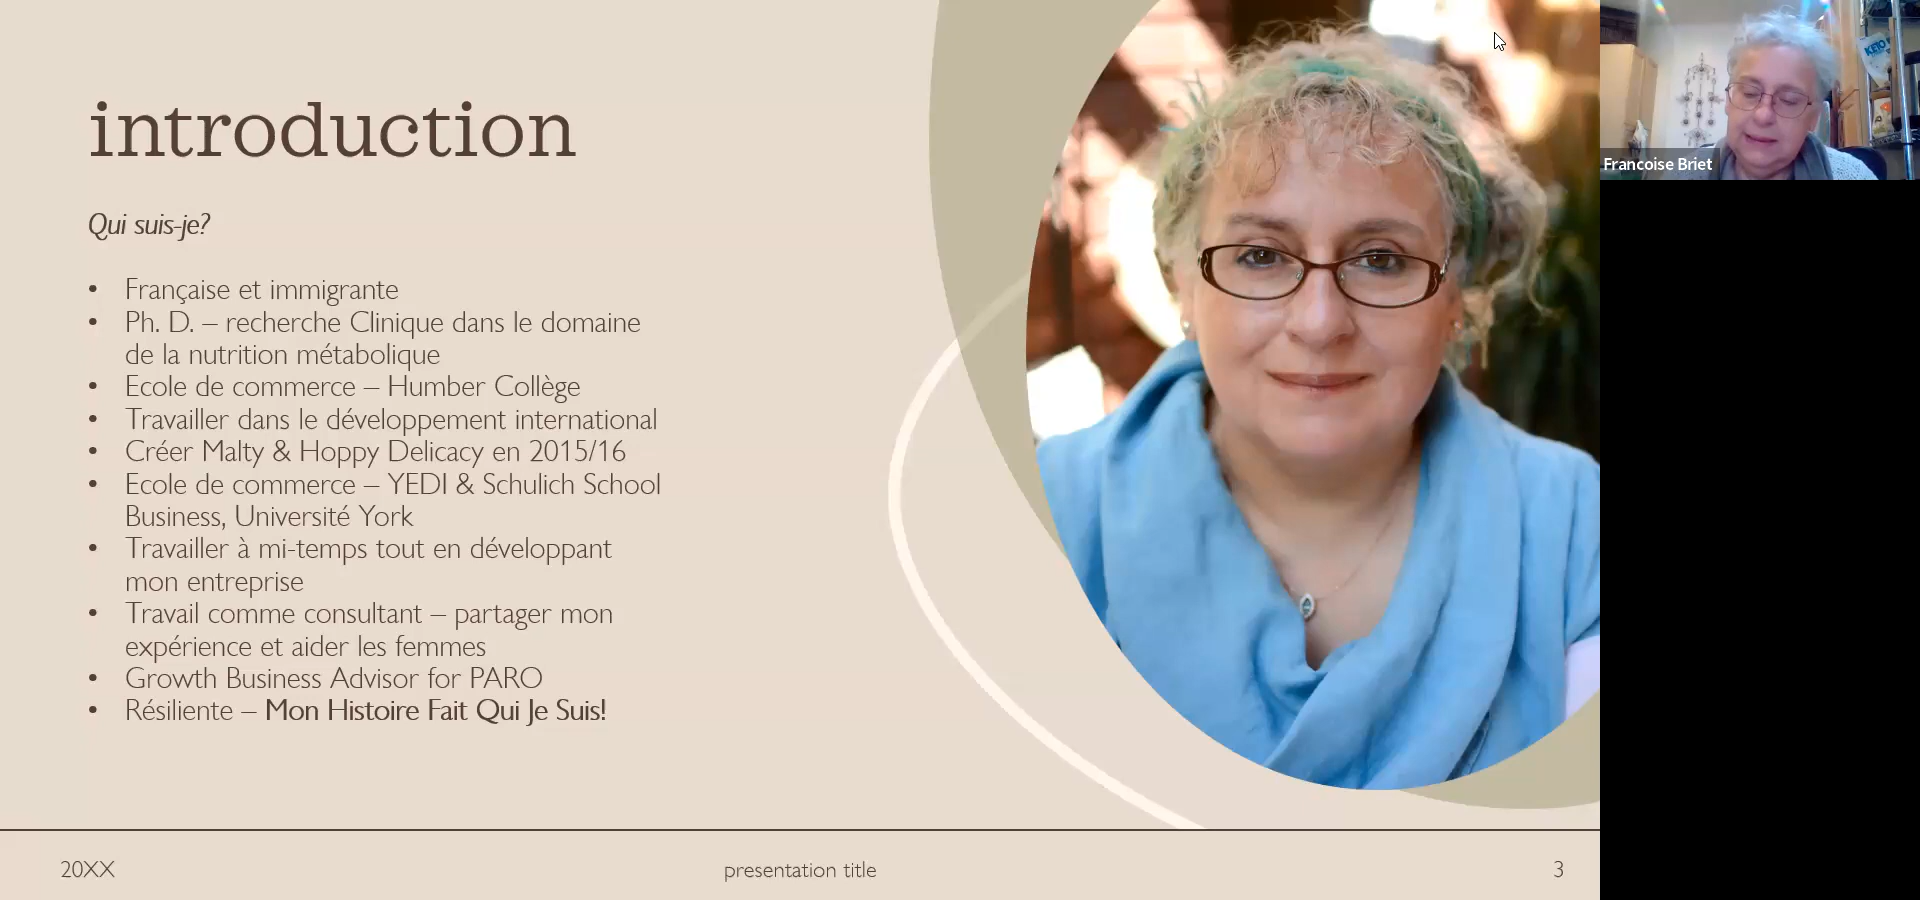 introduction
Qui suis-je?
• Française et immigrante
• Ph. D. – recherche Clinique dans le domaine
de la nutrition métabolique
• Ecole de commerce – Humber Collège
• Travailler dans le développement international
• Créer Malty & Hoppy Delicacy en 2015/16
• Ecole de commerce – YEDI & Schulich School
Business, Université York
• Travailler à mi-temps tout en développant
mon entreprise
• Travail comme consultant – partager mon
expérience et aider les femmes
• Growth Business Advisor for PARO
• Résiliente – Mon Histoire Fait Qui Je Suis!
20XX
presentation title
3
KETO
Francoise Briet